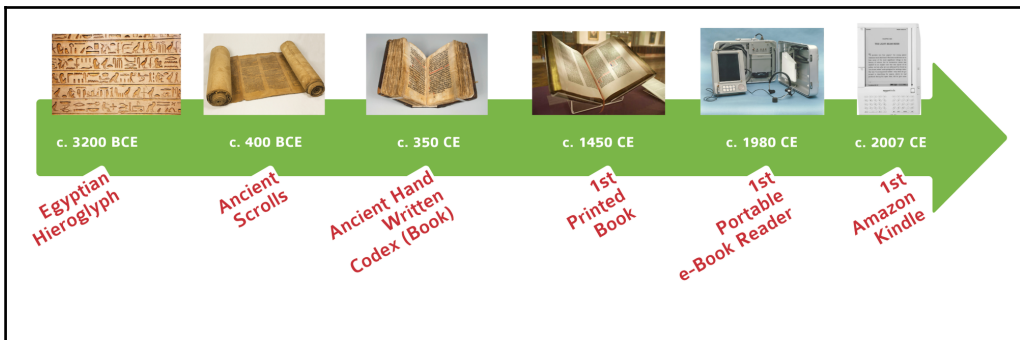 c. 3200 BCE
c. 400 BCE
c. 350 CE
c. 1450 CE
c. 1980 CE
c. 2007 CE
Egyptian
Hieroglyph
Ancient
Scrolls
Ancient Hand
Written
Codex (Book)
1st
Printed
Book
1st
Portable
e-Book Reader
1st
Amazon
Kindle